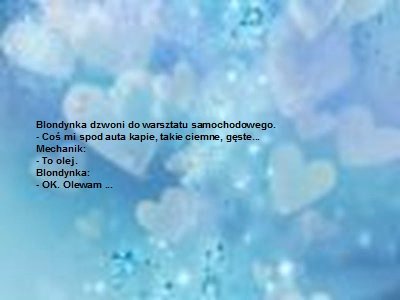 Blondynka dzwoni do warsztatu samochodowego.
- Coś mi spod auta kapie, takie ciemne, gęste...
Mechanik:
- To olej.
Blondynka:
- OK. Olewam ...